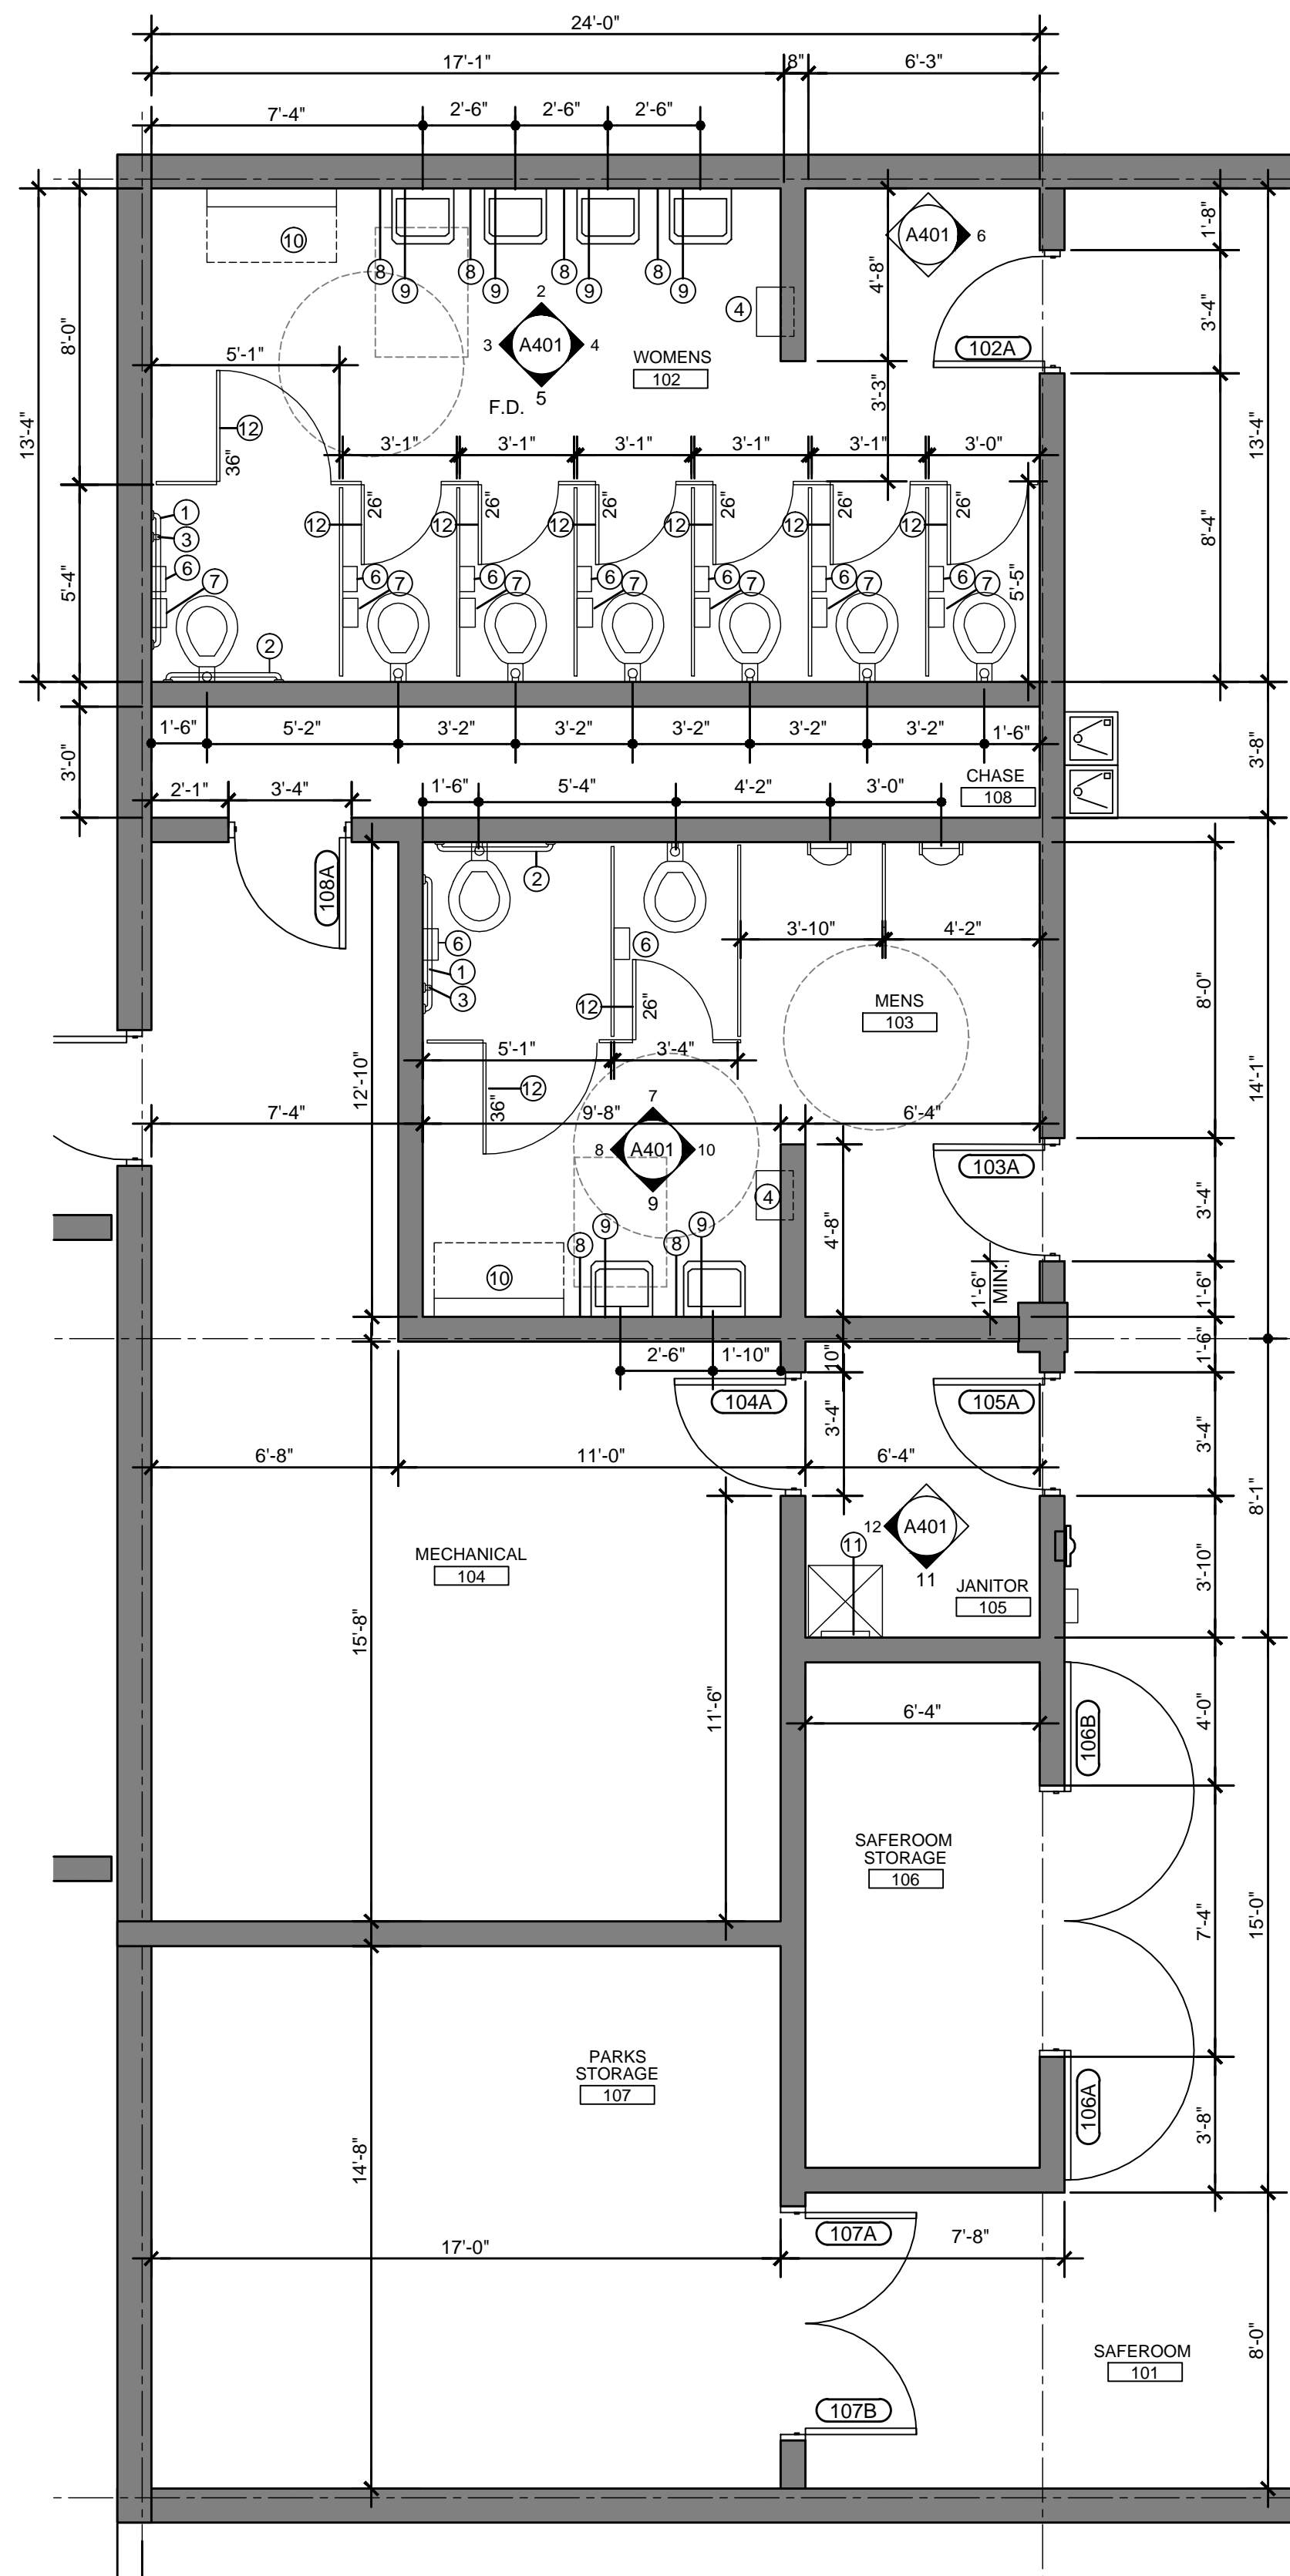 24'-0"
17'-1" 8" 6'-3"
7'-4" 2'-6" 2'-6" 2'-6"
10
8 8 8 8
9 9 9 9
A401 6
1'-8"
4'-8"
3'-4"
4
2
3 A401 4
5
WOMENS
102
102A
8'-0"
5'-1"
F.D.
3'-3"
13'-4"
13'-4"
12
36"
3'-1" 3'-1" 3'-1" 3'-1" 3'-1" 3'-0"
26" 26" 26" 26" 26" 26"
12 12 12 12 12 12
8'-4"
1
3
6
7
6 7 6 7 6 7 6 7 6 7 6 7
5'-5"
5'-4"
2
1'-6" 5'-2" 3'-2" 3'-2" 3'-2" 3'-2" 3'-2" 1'-6"
3'-0"
3'-8"
CHASE
108
2'-1" 3'-4" 1'-6" 5'-4" 4'-2" 3'-0"
108A
2
6
1
3
6
3'-10" 4'-2"
8'-0"
12
26"
MENS
103
5'-1" 3'-4"
12'-10"
14'-1"
12
36"
7'-4" 9'-8" 6'-4"
7
8 A401 10
9
103A
4
3'-4"
4'-8"
8 9 8 9
10
1'-6"
MIN.
1'-6"
1'-6"
2'-6" 1'-10"
10"
104A
105A
3'-4"
3'-4"
6'-8" 11'-0" 6'-4"
8'-1"
12 A401
11
11
MECHANICAL
104
JANITOR
105
3'-10"
15'-8"
11'-6"
6'-4"
106B
4'-0"
SAFEROOM
STORAGE
106
7'-4"
15'-0"
PARKS
STORAGE
107
106A
3'-8"
14'-8"
107A
17'-0" 7'-8"
SAFEROOM
101
8'-0"
107B